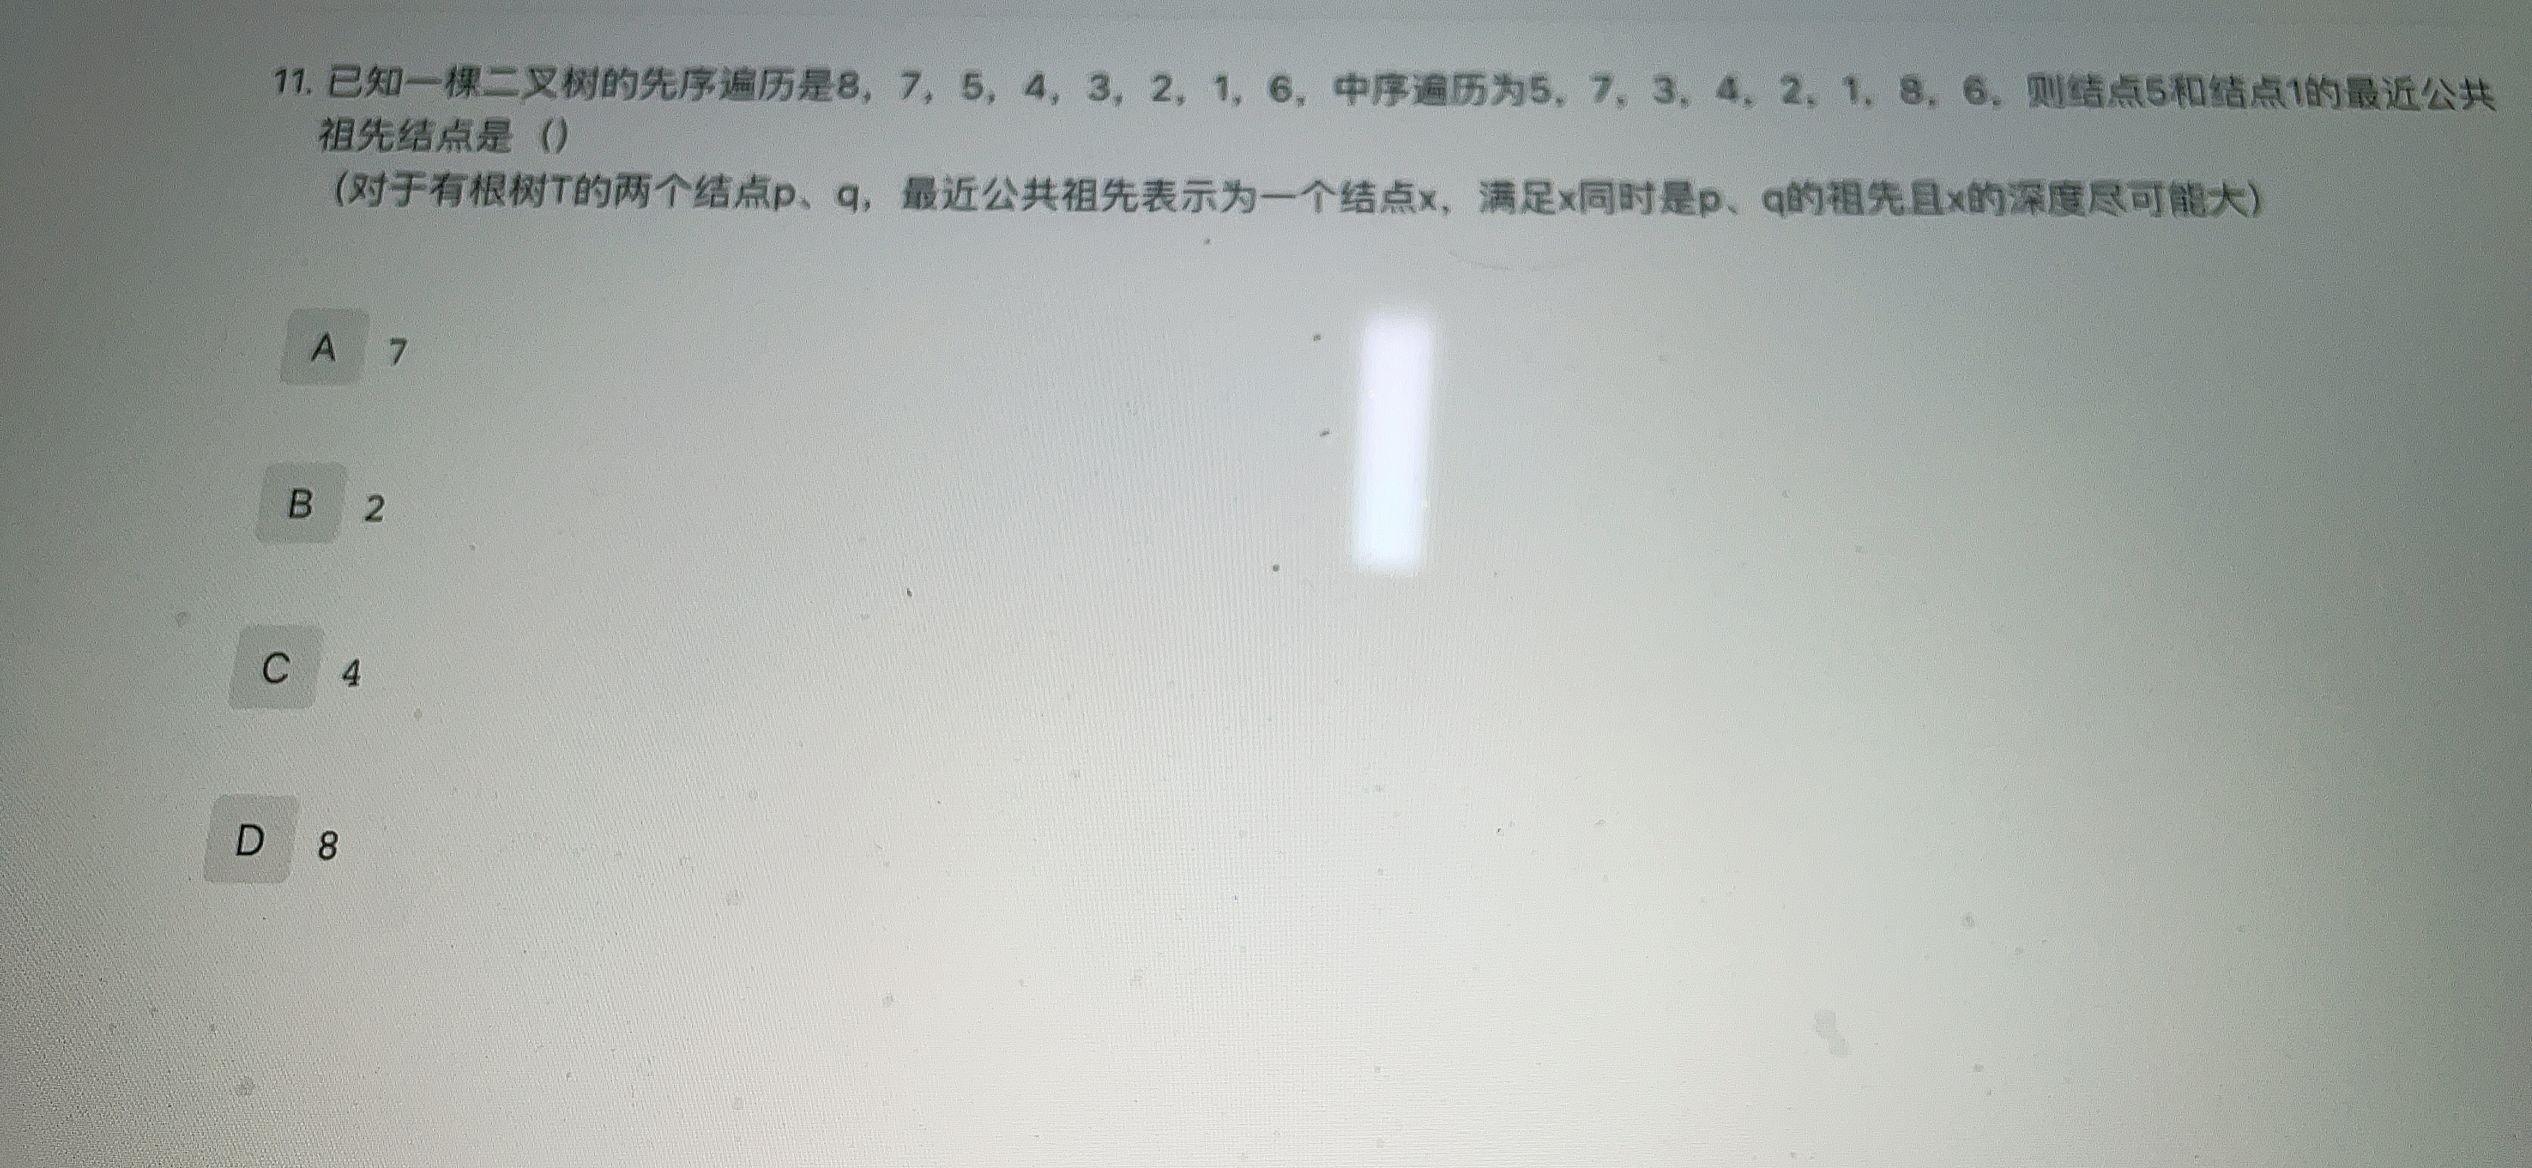 11. 已知一棵二叉树的先序遍历是8，7，5，4，3，2，1，6，中序遍历为5，7，3，4，2，1，8，6，则结点5和结点1的最近公共
祖先结点是（）
（对于有根树T的两个结点p、q，最近公共祖先表示为一个结点x，满足x同时是p、q的祖先且x的深度尽可能大）
A 7
B 2
C 4
D 8